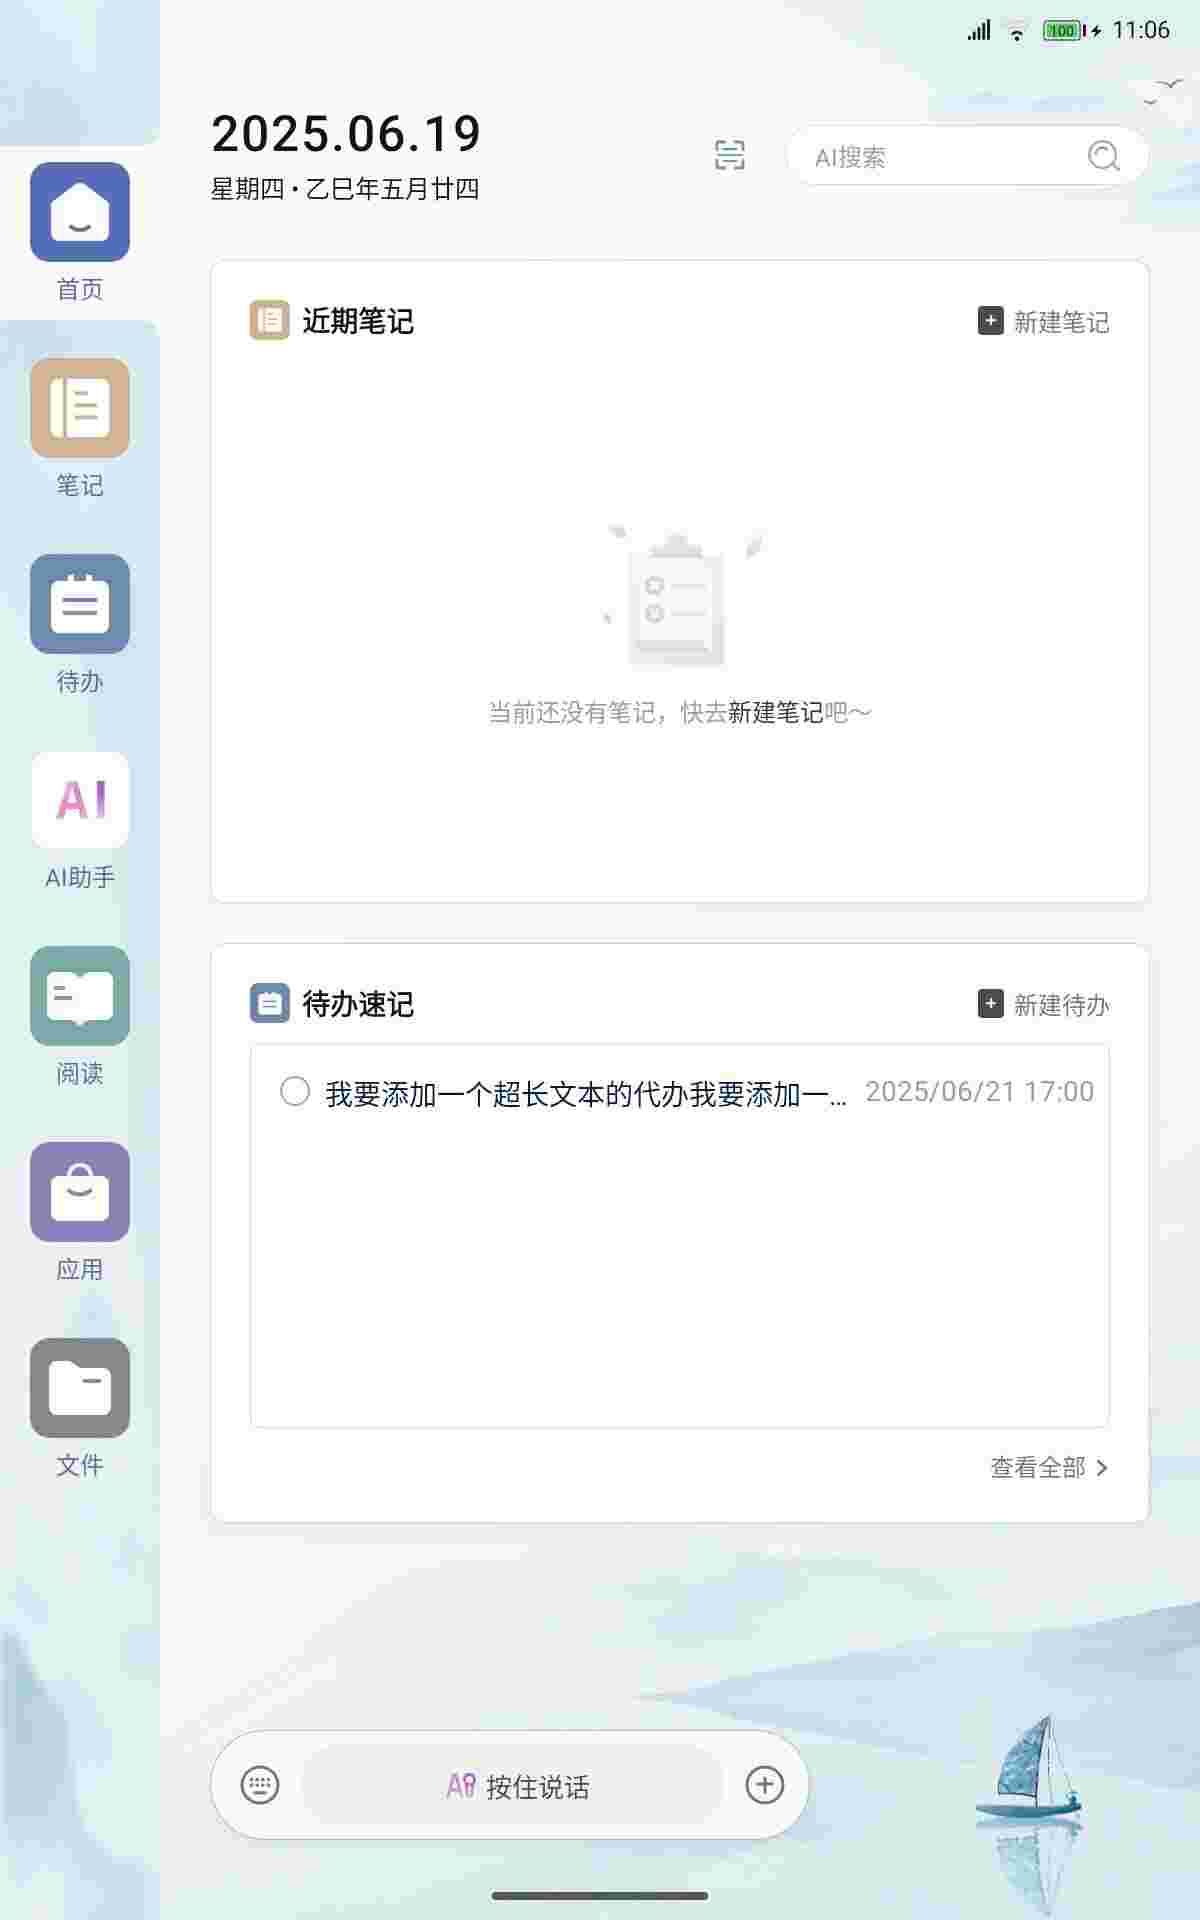 100 11:06
2025.06.19
星期四·乙巳年五月廿四
AI搜索
首页
笔记
待办
AI
AI助手
阅读
应用
文件
近期笔记
新建笔记
当前还没有笔记，快去新建笔记吧～
待办速记
新建待办
我要添加一个超长文本的代办我要添加一... 2025/06/21 17:00
查看全部
按住说话